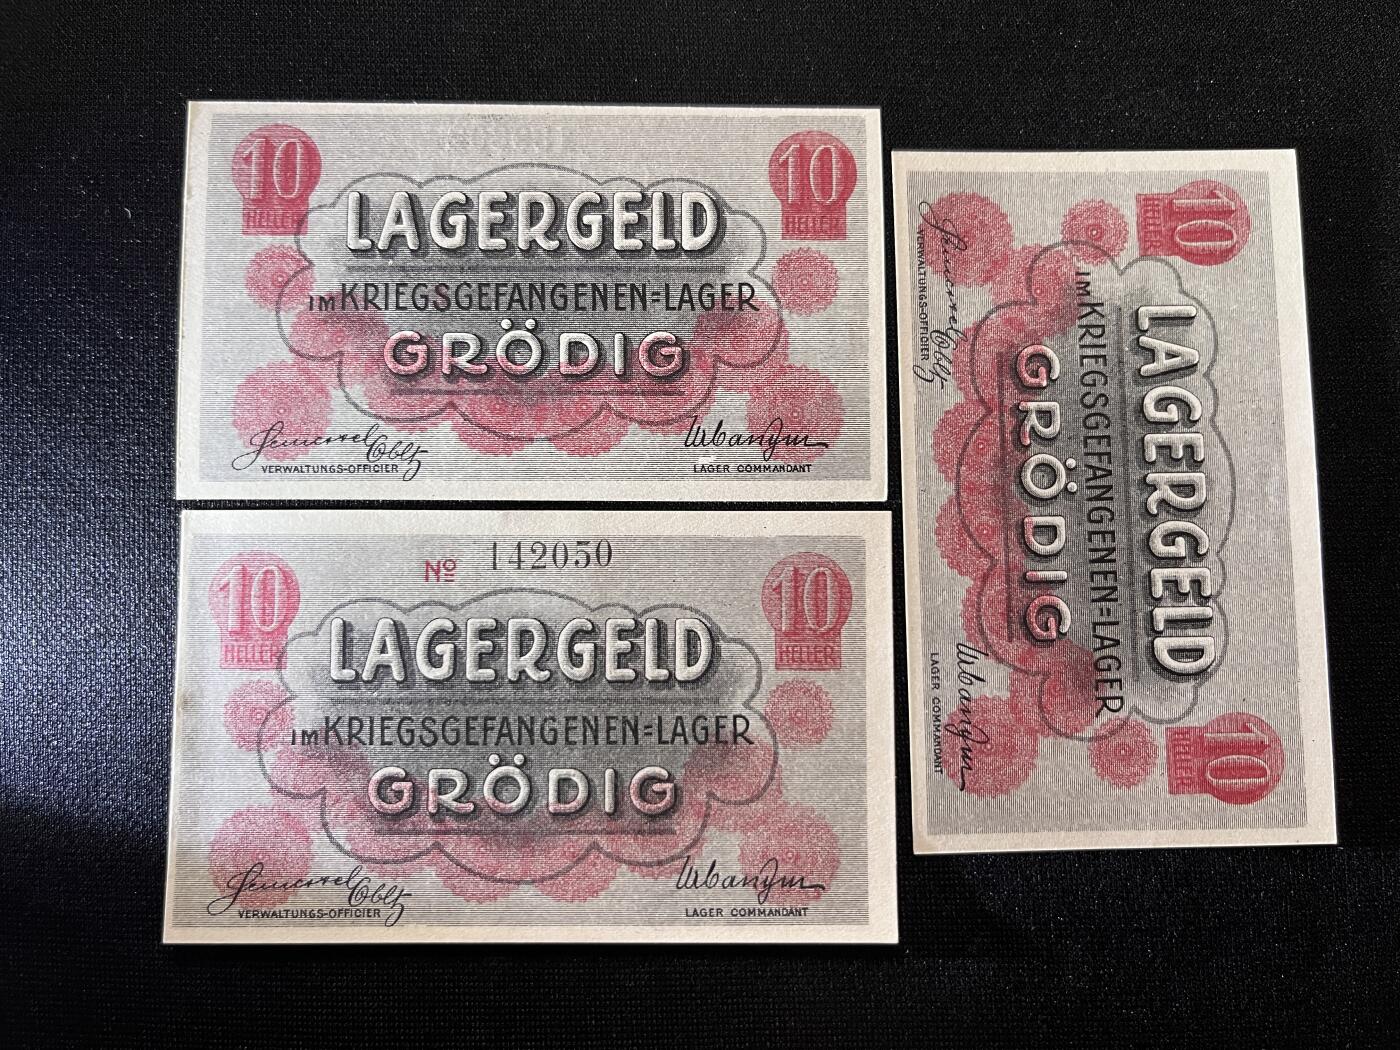 10 10
HELLER HELLER
LAGERGELD
IM KRIEGSGEFANGENEN=LAGER
GRÖDIG
VERWALTUNGS-OFFICIER
LAGER COMMANDANT
Nº 142050
10 10
HELLER HELLER
LAGERGELD
IM KRIEGSGEFANGENEN=LAGER
GRÖDIG
VERWALTUNGS-OFFICIER
LAGER COMMANDANT
10 10
HELLER HELLER
LAGERGELD
IM KRIEGSGEFANGENEN=LAGER
GRÖDIG
VERWALTUNGS-OFFICIER
LAGER COMMANDANT